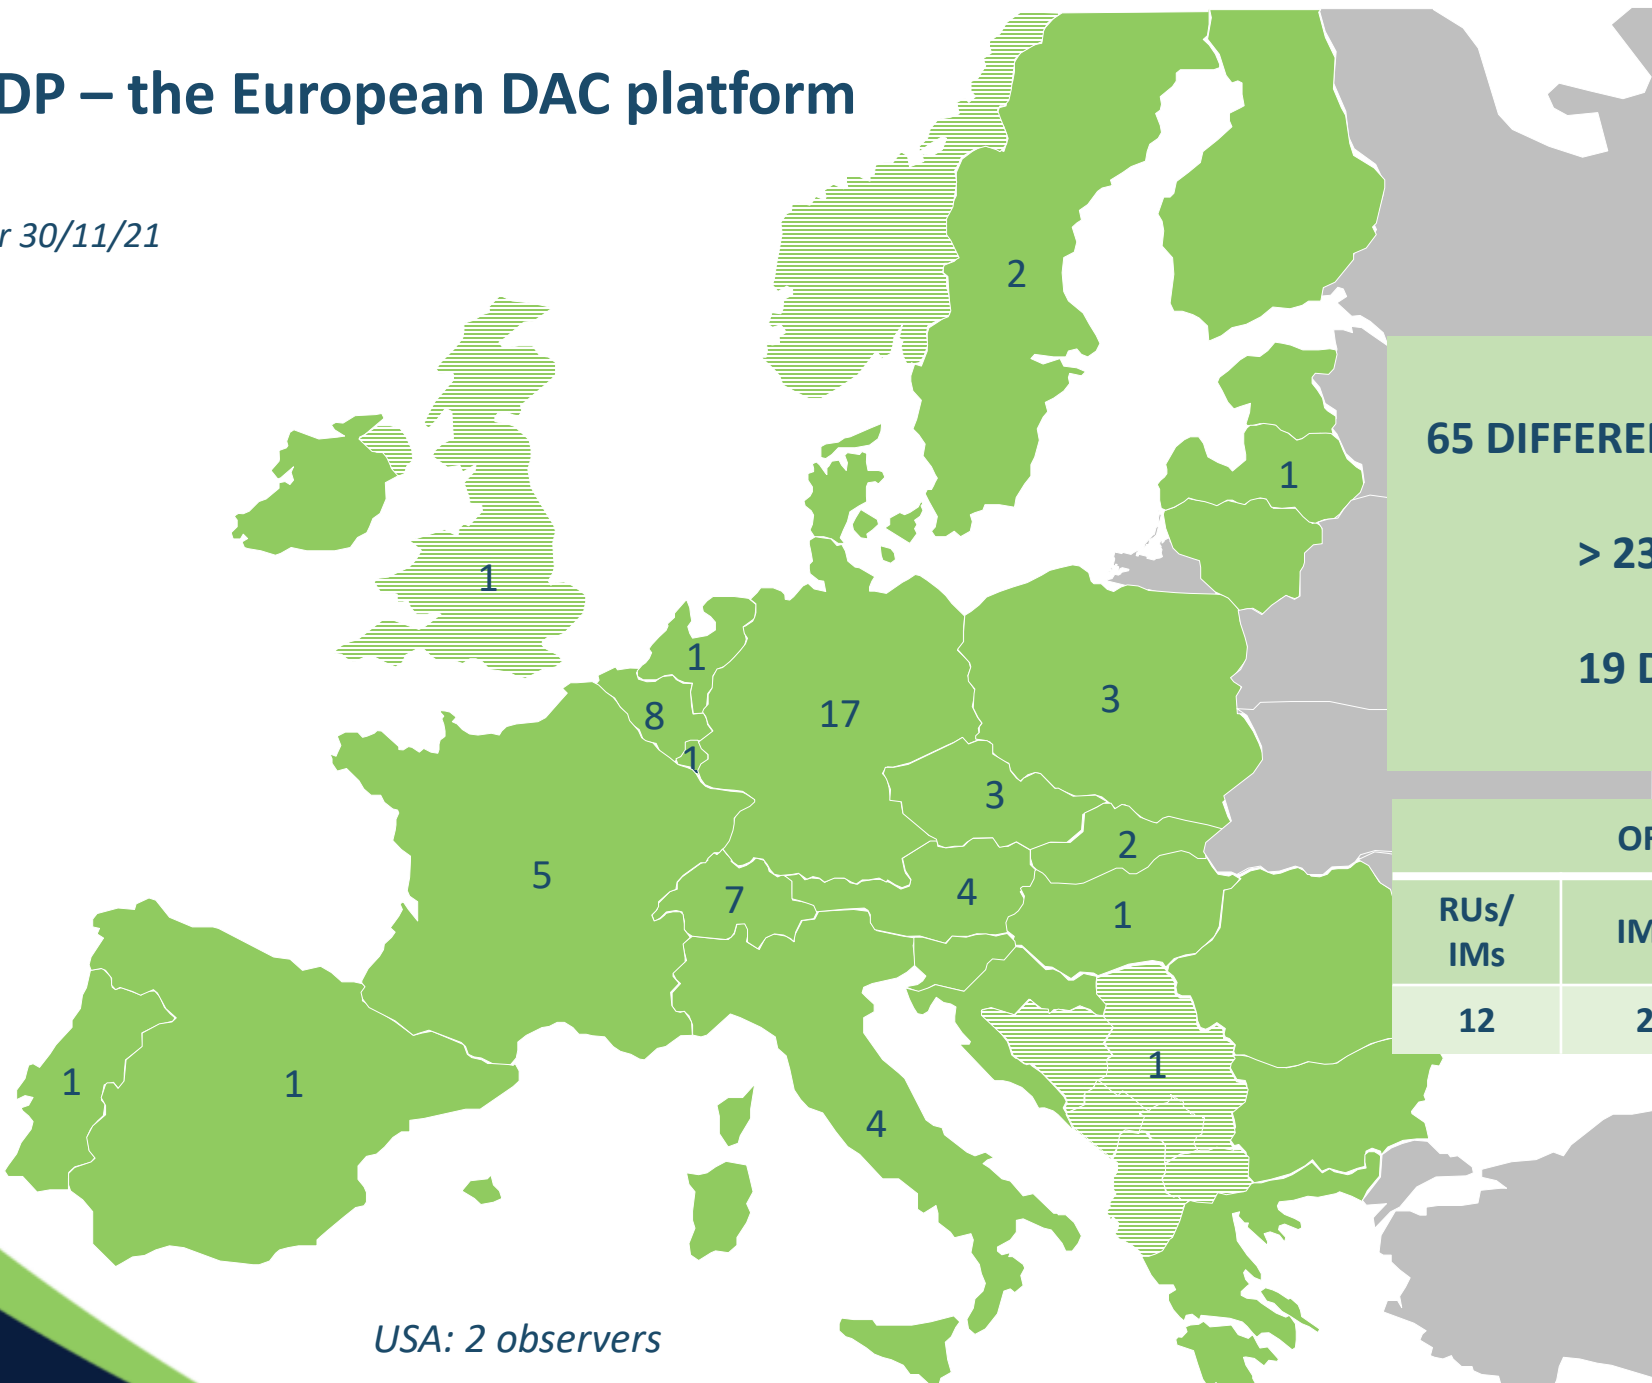 DP – the European DAC platform
r 30/11/21
2
65 DIFFERE
1
> 23
1
19 D
1
8
17
3
1
3
2
OF
5
7
4
1
RUs/
IMs
IM
12
2
1
1
1
4
USA: 2 observers